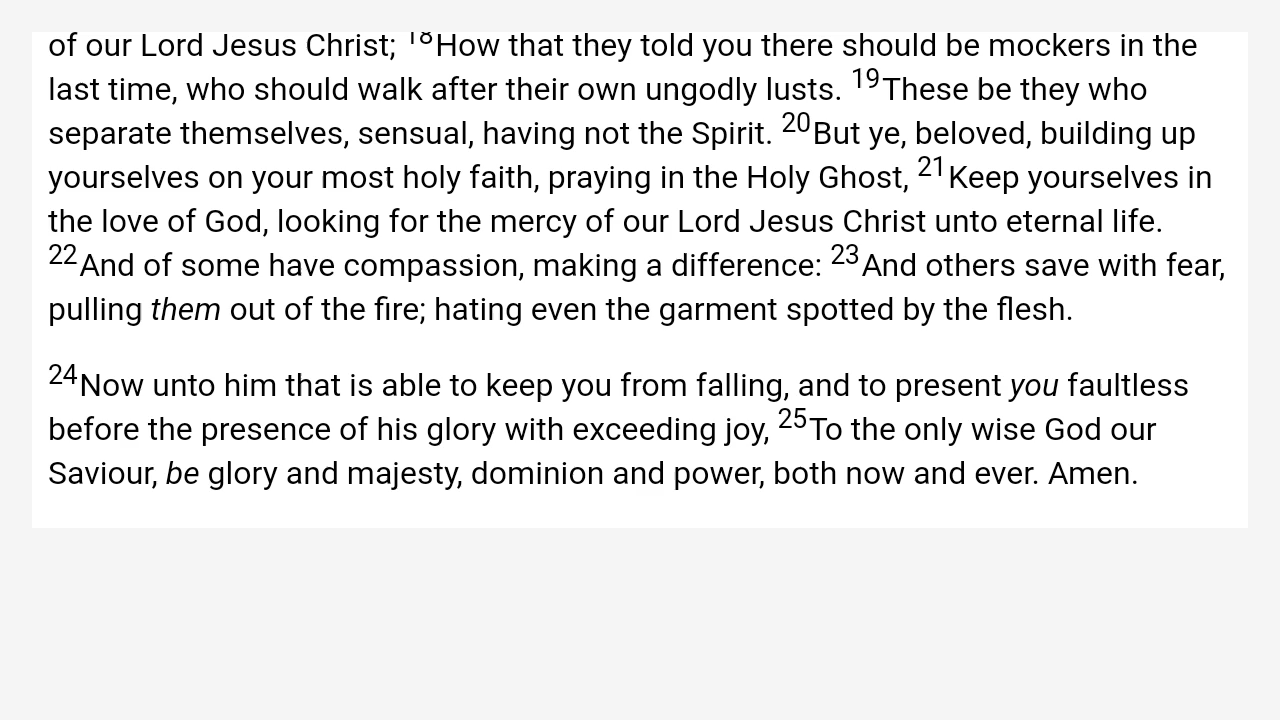 of our Lord Jesus Christ; 18How that they told you there should be mockers in the
last time, who should walk after their own ungodly lusts. 19These be they who
separate themselves, sensual, having not the Spirit. 20But ye, beloved, building up
yourselves on your most holy faith, praying in the Holy Ghost, 21Keep yourselves in
the love of God, looking for the mercy of our Lord Jesus Christ unto eternal life.
22And of some have compassion, making a difference: 23And others save with fear,
pulling them out of the fire; hating even the garment spotted by the flesh.
24Now unto him that is able to keep you from falling, and to present you faultless
before the presence of his glory with exceeding joy, 25To the only wise God our
Saviour, be glory and majesty, dominion and power, both now and ever. Amen.